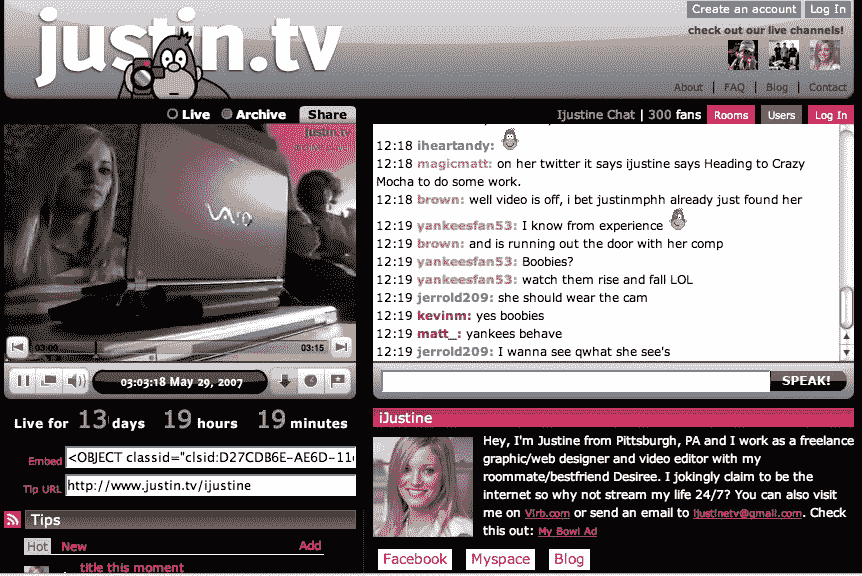 justin.tv
Create an account Log In
check out our live channels!
About | FAQ | Blog | Contact
Live Archive Share
Ijustine Chat | 300 fans Rooms Users Log In
justin.tv
VAIO
12:18 iheartandy:
12:18 magicmatt: on her twitter it says ijustine says Heading to Crazy
Mocha to do some work.
12:18 brown: well video is off, i bet justinmphh already just found her
12:19 yankeesfan53: I know from experience
12:19 brown: and is running out the door with her comp
12:19 yankeesfan53: Boobies?
12:19 yankeesfan53: watch them rise and fall LOL
12:19 jerrold209: she should wear the cam
12:19 kevinm: yes boobies
12:19 matt_: yankees behave
12:19 jerrold209: I wanna see qwhat she see's
03:00 03:15
03:03:18 May 29, 2007
SPEAK!
Live for 13 days 19 hours 19 minutes
Embed <OBJECT classid="clsid:D27CDB6E-AE6D-11
Tip URL http://www.justin.tv/ijustine
Tips
Hot New Add
title this moment
iJustine
Hey, I'm Justine from Pittsburgh, PA and I work as a freelance
graphic/web designer and video editor with my
roommate/bestfriend Desiree. I jokingly claim to be the
internet so why not stream my life 24/7? You can also visit
me on Virb.com or send an email to ijustinetv@gmail.com. Check
this out: My Bowl Ad
Facebook Myspace Blog